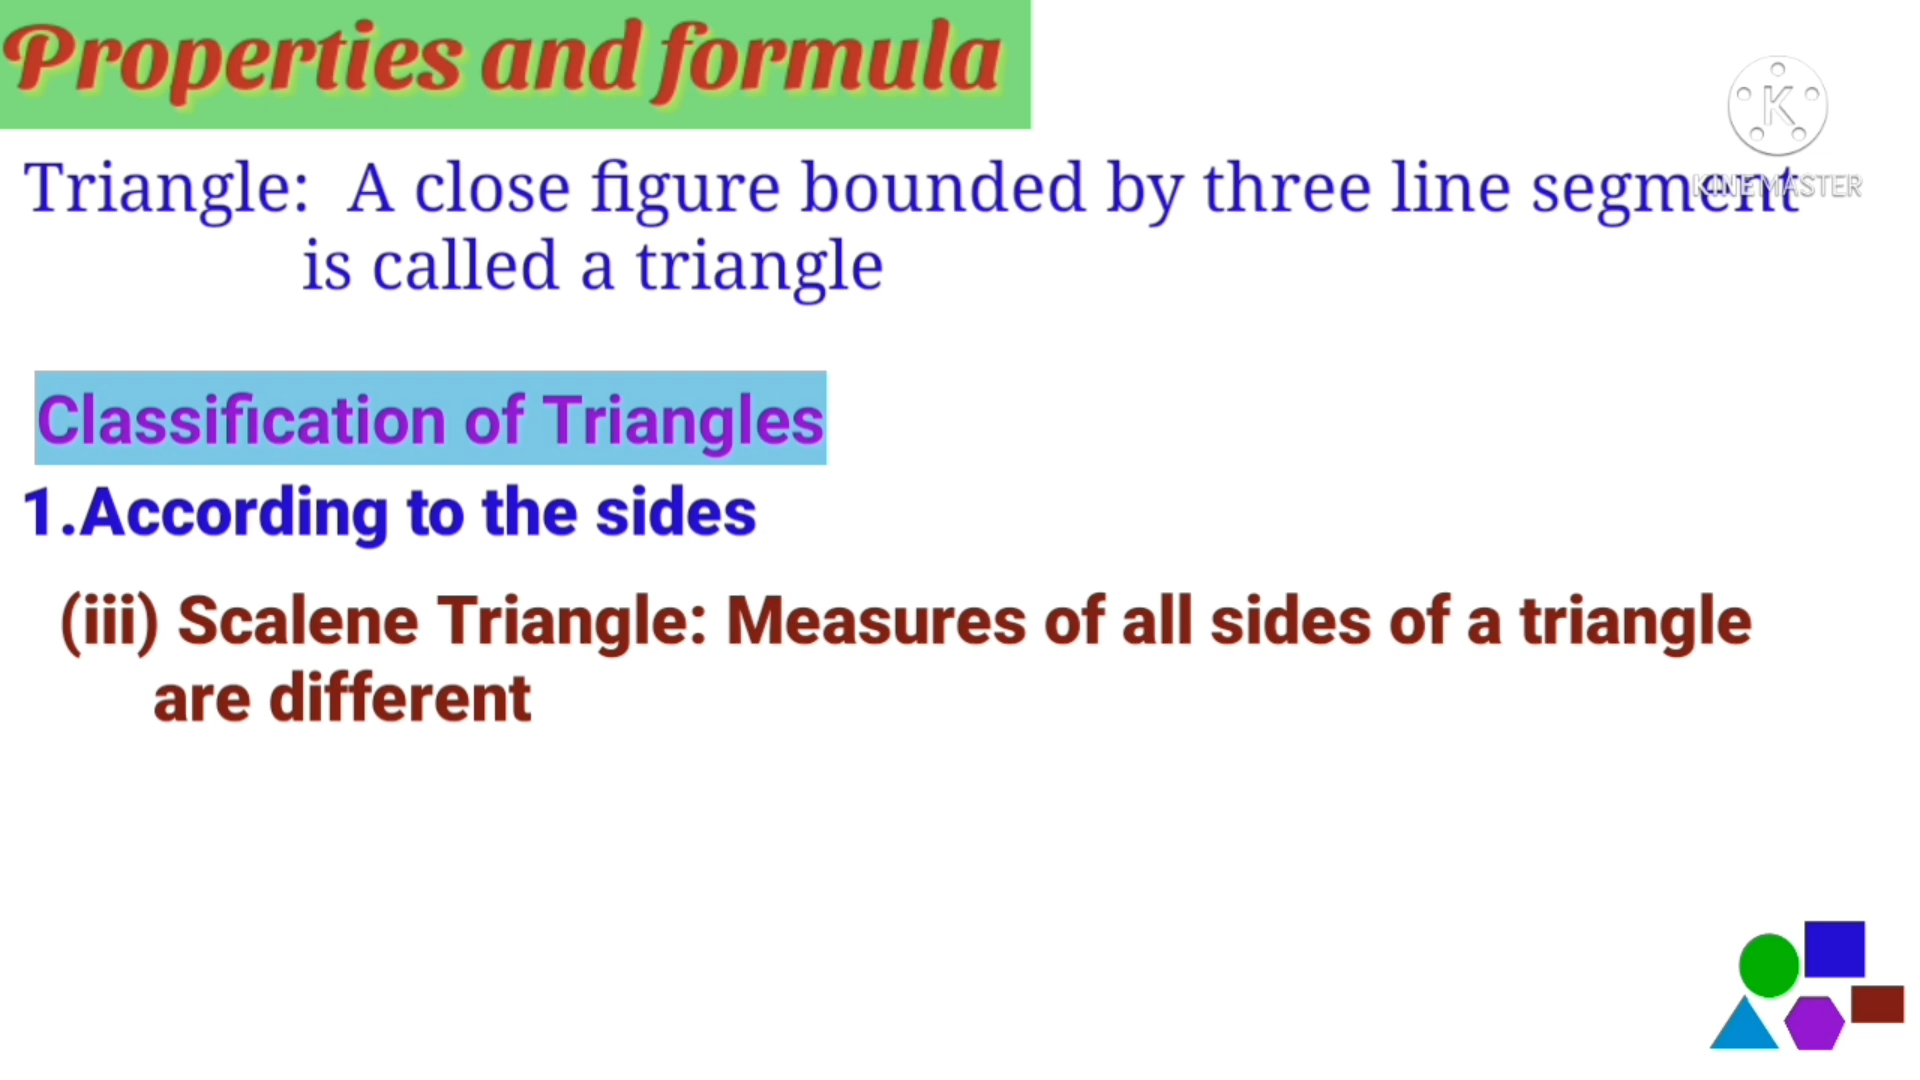 Properties and formula
K
KINEMASTER
Triangle: A close figure bounded by three line segment
is called a triangle
Classification of Triangles
1.According to the sides
(iii) Scalene Triangle: Measures of all sides of a triangle
are different